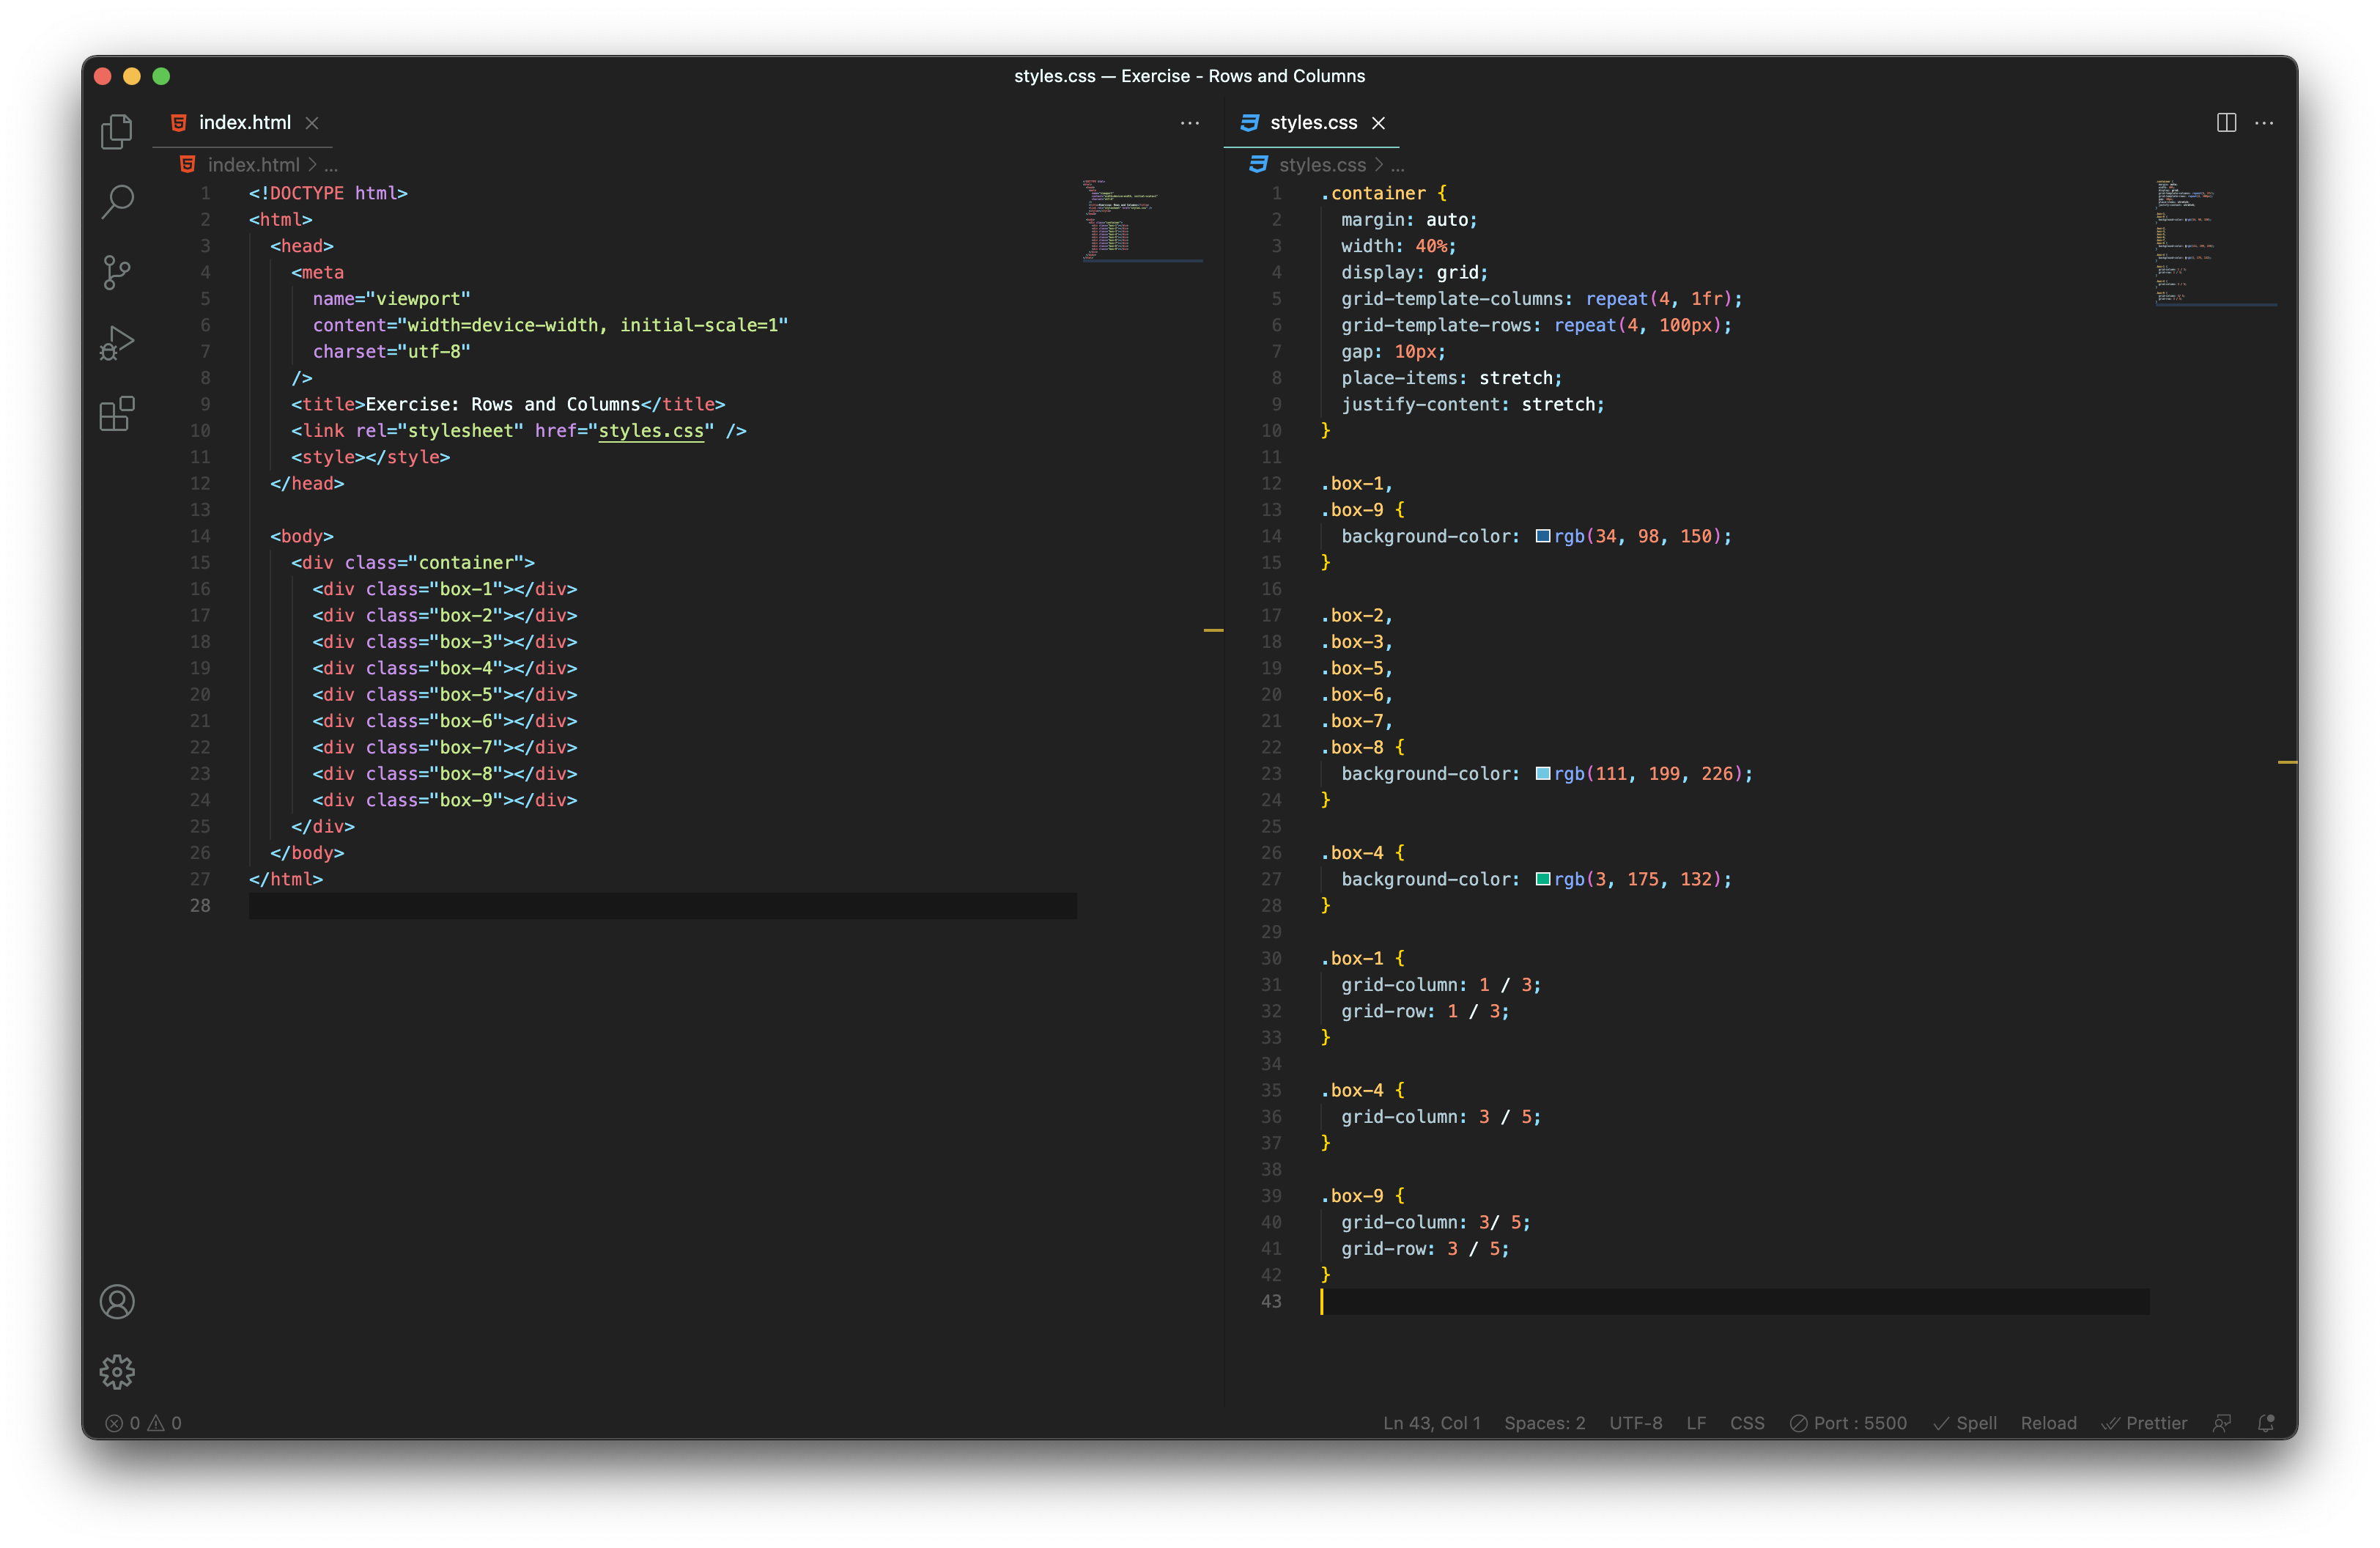 styles.css — Exercise - Rows and Columns
index.html
index.html > ...
1 <!DOCTYPE html>
2 <html>
3 <head>
4 <meta
5 name="viewport"
6 content="width=device-width, initial-scale=1"
7 charset="utf-8"
8 />
9 <title>Exercise: Rows and Columns</title>
10 <link rel="stylesheet" href="styles.css" />
11 <style></style>
12 </head>
13
14 <body>
15 <div class="container">
16 <div class="box-1"></div>
17 <div class="box-2"></div>
18 <div class="box-3"></div>
19 <div class="box-4"></div>
20 <div class="box-5"></div>
21 <div class="box-6"></div>
22 <div class="box-7"></div>
23 <div class="box-8"></div>
24 <div class="box-9"></div>
25 </div>
26 </body>
27 </html>
28
styles.css
styles.css > ...
1 .container {
2 margin: auto;
3 width: 40%;
4 display: grid;
5 grid-template-columns: repeat(4, 1fr);
6 grid-template-rows: repeat(4, 100px);
7 gap: 10px;
8 place-items: stretch;
9 justify-content: stretch;
10 }
11
12 .box-1,
13 .box-9 {
14 background-color: rgb(34, 98, 150);
15 }
16
17 .box-2,
18 .box-3,
19 .box-5,
20 .box-6,
21 .box-7,
22 .box-8 {
23 background-color: rgb(111, 199, 226);
24 }
25
26 .box-4 {
27 background-color: rgb(3, 175, 132);
28 }
29
30 .box-1 {
31 grid-column: 1 / 3;
32 grid-row: 1 / 3;
33 }
34
35 .box-4 {
36 grid-column: 3 / 5;
37 }
38
39 .box-9 {
40 grid-column: 3/ 5;
41 grid-row: 3 / 5;
42 }
43
0 0 Ln 43, Col 1 Spaces: 2 UTF-8 LF CSS Port : 5500 Spell Reload Prettier